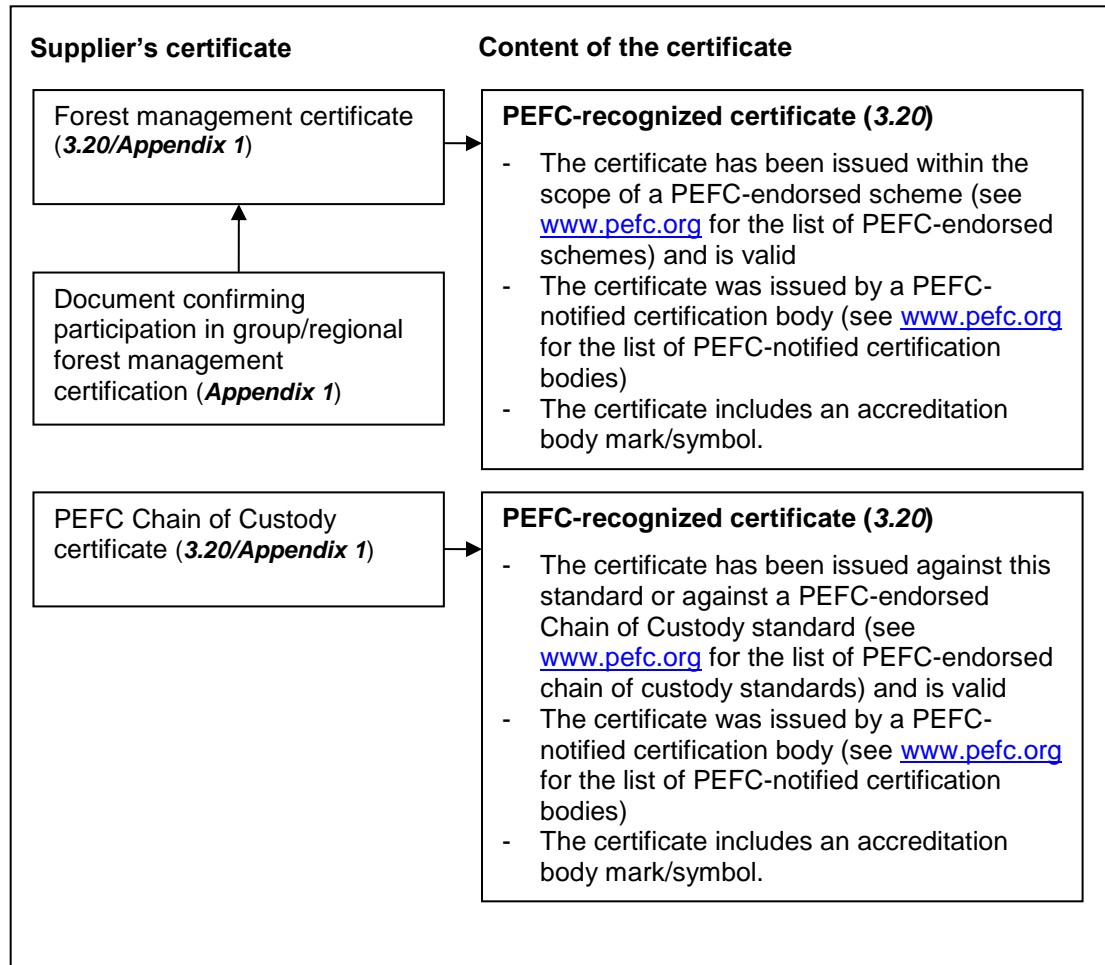 Supplier's certificate
Content of the certificate
Forest management certificate
(3.20/Appendix 1)
PEFC-recognized certificate (3.20)
- The certificate has been issued within the
scope of a PEFC-endorsed scheme (see
www.pefc.org for the list of PEFC-endorsed
schemes) and is valid
- The certificate was issued by a PEFC-
notified certification body (see www.pefc.org
for the list of PEFC-notified certification
bodies)
- The certificate includes an accreditation
body mark/symbol.
Document confirming
participation in group/regional
forest management
certification (Appendix 1)
PEFC Chain of Custody
certificate (3.20/Appendix 1)
PEFC-recognized certificate (3.20)
- The certificate has been issued against this
standard or against a PEFC-endorsed
Chain of Custody standard (see
www.pefc.org for the list of PEFC-endorsed
chain of custody standards) and is valid
- The certificate was issued by a PEFC-
notified certification body (see www.pefc.org
for the list of PEFC-notified certification
bodies)
- The certificate includes an accreditation
body mark/symbol.